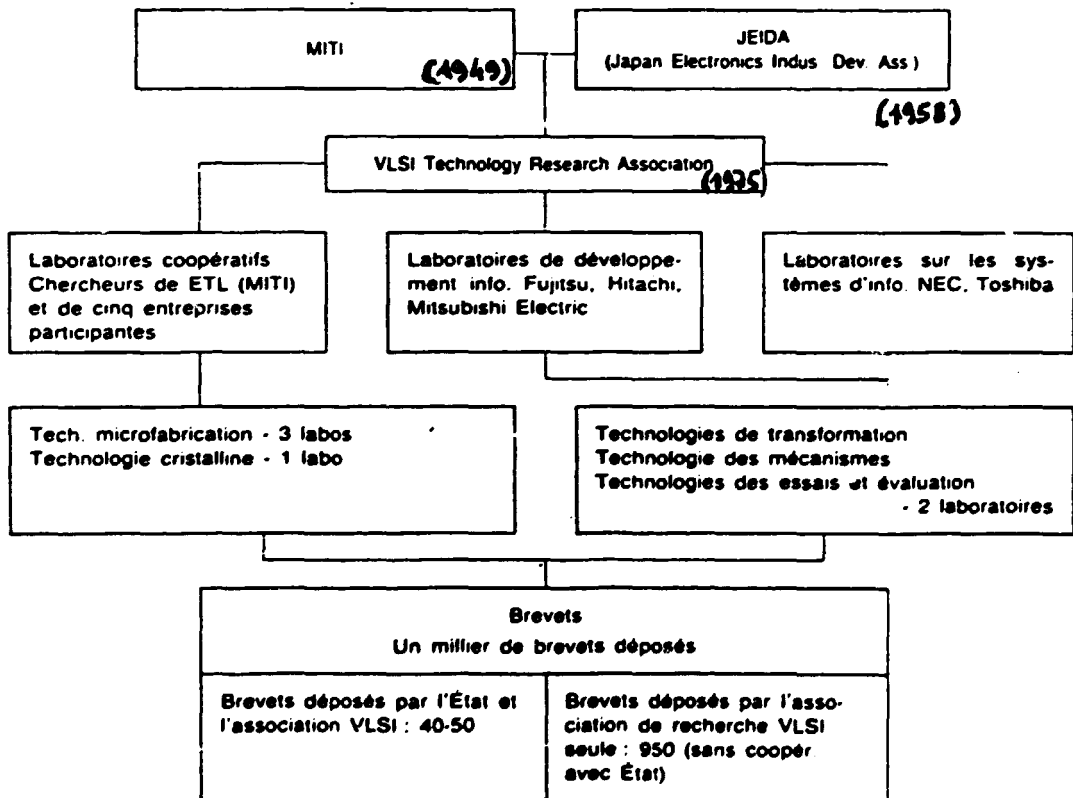 MITI
(1949)
JEIDA
(Japan Electronics Indus Dev. Ass)
(1958)
VLSI Technology Research Association
(1975)
Laboratoires coopératifs
Chercheurs de ETL (MITI)
et de cinq entreprises
participantes
Laboratoires de développe-
ment info. Fujitsu, Hitachi,
Mitsubishi Electric
Laboratoires sur les sys-
tèmes d'info. NEC, Toshiba
Tech. microfabrication - 3 labos
Technologie cristalline - 1 labo
Technologies de transformation
Technologie des mécanismes
Technologies des essais et évaluation
- 2 laboratoires
Brevets
Un millier de brevets déposés
Brevets déposés par l'État et
l'association VLSI : 40-50
Brevets déposés par l'asso-
ciation de recherche VLSI
seule : 950 (sans coopér.
avec État)